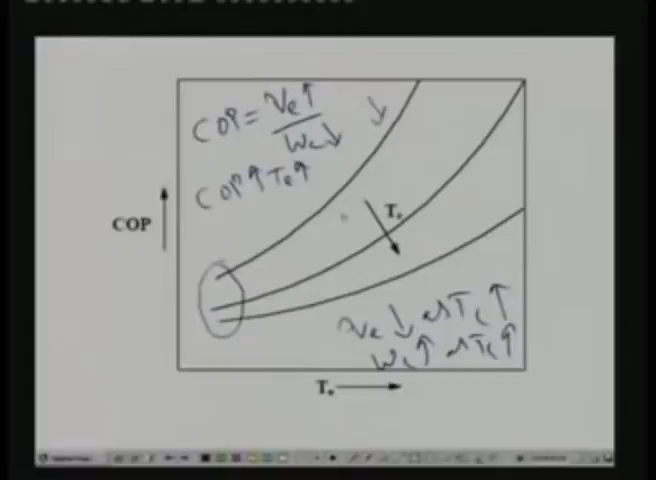 COP = qe↑
Wc↓
COP↑ Te↑
COP
Tc
qe ↓ as Tc ↑
Wc↑ as Tc↑
Te